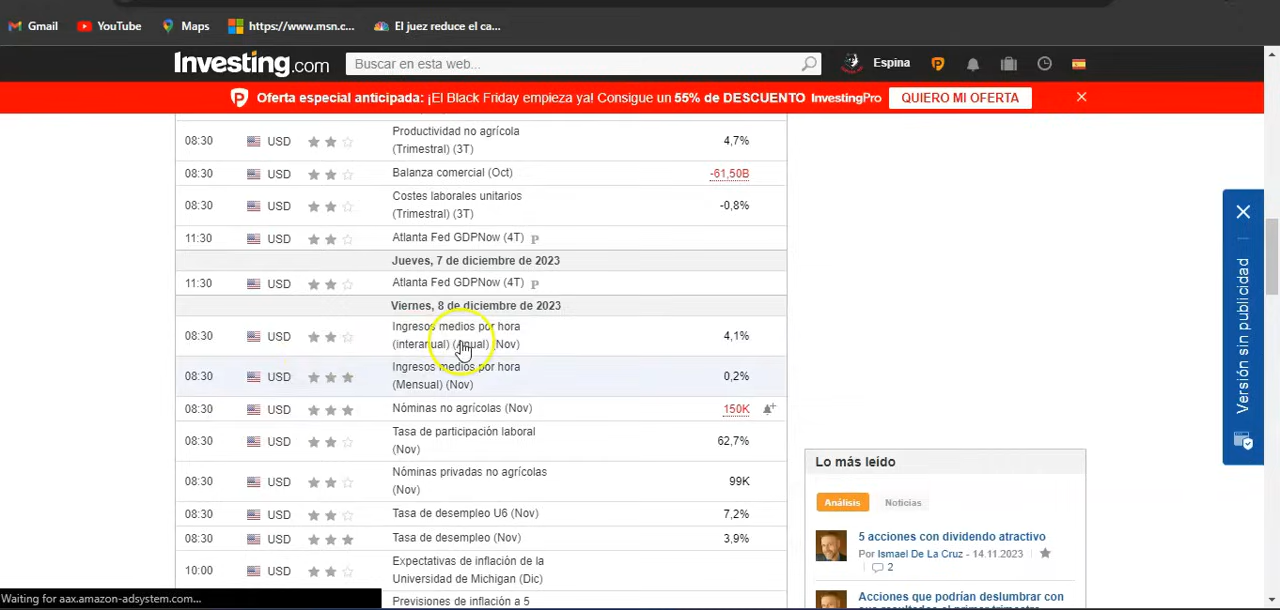 Gmail
YouTube
Maps
https://www.msn.c...
El juez reduce el ca...
Investing.com
Buscar en esta web...
Espina
Oferta especial anticipada: ¡El Black Friday empieza ya! Consigue un 55% de DESCUENTO InvestingPro
QUIERO MI OFERTA
08:30 USD Productividad no agrícola (Trimestral) (3T) 4,7%
08:30 USD Balanza comercial (Oct) -61,50B
08:30 USD Costes laborales unitarios (Trimestral) (3T) -0,8%
11:30 USD Atlanta Fed GDPNow (4T) P
Jueves, 7 de diciembre de 2023
11:30 USD Atlanta Fed GDPNow (4T) P
Viernes, 8 de diciembre de 2023
08:30 USD Ingresos medios por hora (interanual) (Anual) (Nov) 4,1%
08:30 USD Ingresos medios por hora (Mensual) (Nov) 0,2%
08:30 USD Nóminas no agrícolas (Nov) 150K
08:30 USD Tasa de participación laboral (Nov) 62,7%
08:30 USD Nóminas privadas no agrícolas (Nov) 99K
08:30 USD Tasa de desempleo U6 (Nov) 7,2%
08:30 USD Tasa de desempleo (Nov) 3,9%
10:00 USD Expectativas de inflación de la Universidad de Michigan (Dic)
Previsiones de inflación a 5
Versión sin publicidad
Lo más leído
Análisis
Noticias
5 acciones con dividendo atractivo
Por Ismael De La Cruz - 14.11.2023
2
Acciones que podrían deslumbrar con
sus resultados el primer trimestre
Waiting for aax.amazon-adsystem.com...